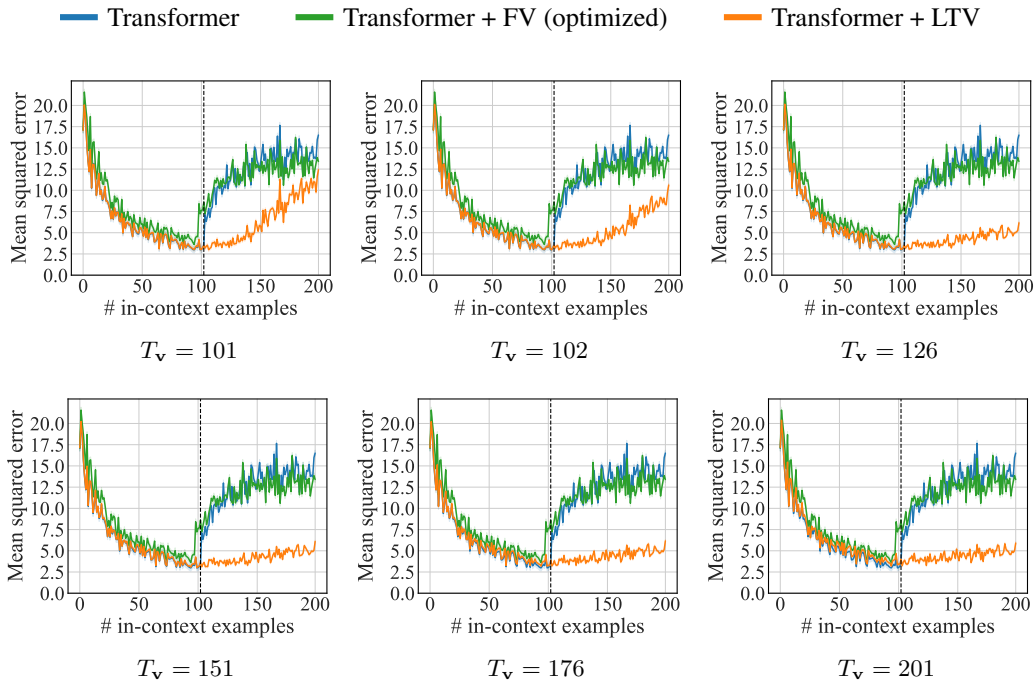 Transformer Transformer + FV (optimized) Transformer + LTV
20.0 20.0 20.0
17.5 17.5 17.5
15.0 15.0 15.0
12.5 12.5 12.5
10.0 10.0 10.0
7.5 7.5 7.5
5.0 5.0 5.0
2.5 2.5 2.5
0.0 0.0 0.0
Mean squared error Mean squared error Mean squared error
0 50 100 150 200 0 50 100 150 200 0 50 100 150 200
# in-context examples # in-context examples # in-context examples
T_v = 101 T_v = 102 T_v = 126
20.0 20.0 20.0
17.5 17.5 17.5
15.0 15.0 15.0
12.5 12.5 12.5
10.0 10.0 10.0
7.5 7.5 7.5
5.0 5.0 5.0
2.5 2.5 2.5
0.0 0.0 0.0
Mean squared error Mean squared error Mean squared error
0 50 100 150 200 0 50 100 150 200 0 50 100 150 200
# in-context examples # in-context examples # in-context examples
T_v = 151 T_v = 176 T_v = 201